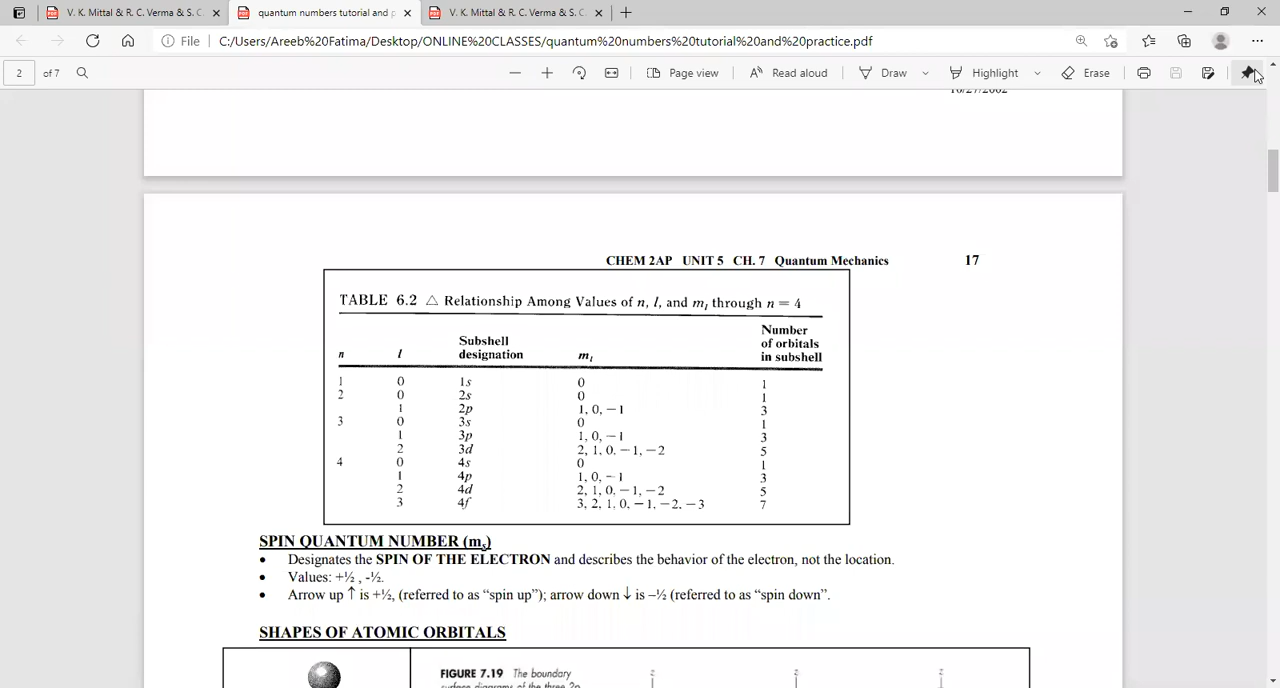 V. K. Mittal & R. C. Verma & S. C.
quantum numbers tutorial and p
V. K. Mittal & R. C. Verma & S. C.
File
C:/Users/Areeb%20Fatima/Desktop/ONLINE%20CLASSES/quantum%20numbers%20tutorial%20and%20practice.pdf
2 of 7
Page view
Read aloud
Draw
Highlight
Erase
10/27/2002
CHEM 2AP UNIT 5 CH. 7 Quantum Mechanics 17
TABLE 6.2 △ Relationship Among Values of n, l, and mₗ through n = 4
Number
Subshell of orbitals
n l designation mₗ in subshell
1 0 1s 0 1
2 0 2s 0 1
1 2p 1, 0, −1 3
3 0 3s 0 1
1 3p 1, 0, −1 3
2 3d 2, 1, 0, −1, −2 5
4 0 4s 0 1
1 4p 1, 0, −1 3
2 4d 2, 1, 0, −1, −2 5
3 4f 3, 2, 1, 0, −1, −2, −3 7
SPIN QUANTUM NUMBER (mₛ)
• Designates the SPIN OF THE ELECTRON and describes the behavior of the electron, not the location.
• Values: +½ , -½.
• Arrow up ↑ is +½, (referred to as “spin up”); arrow down ↓ is –½ (referred to as “spin down”.
SHAPES OF ATOMIC ORBITALS
FIGURE 7.19 The boundary
surface diagrams of the three 2p
z z z